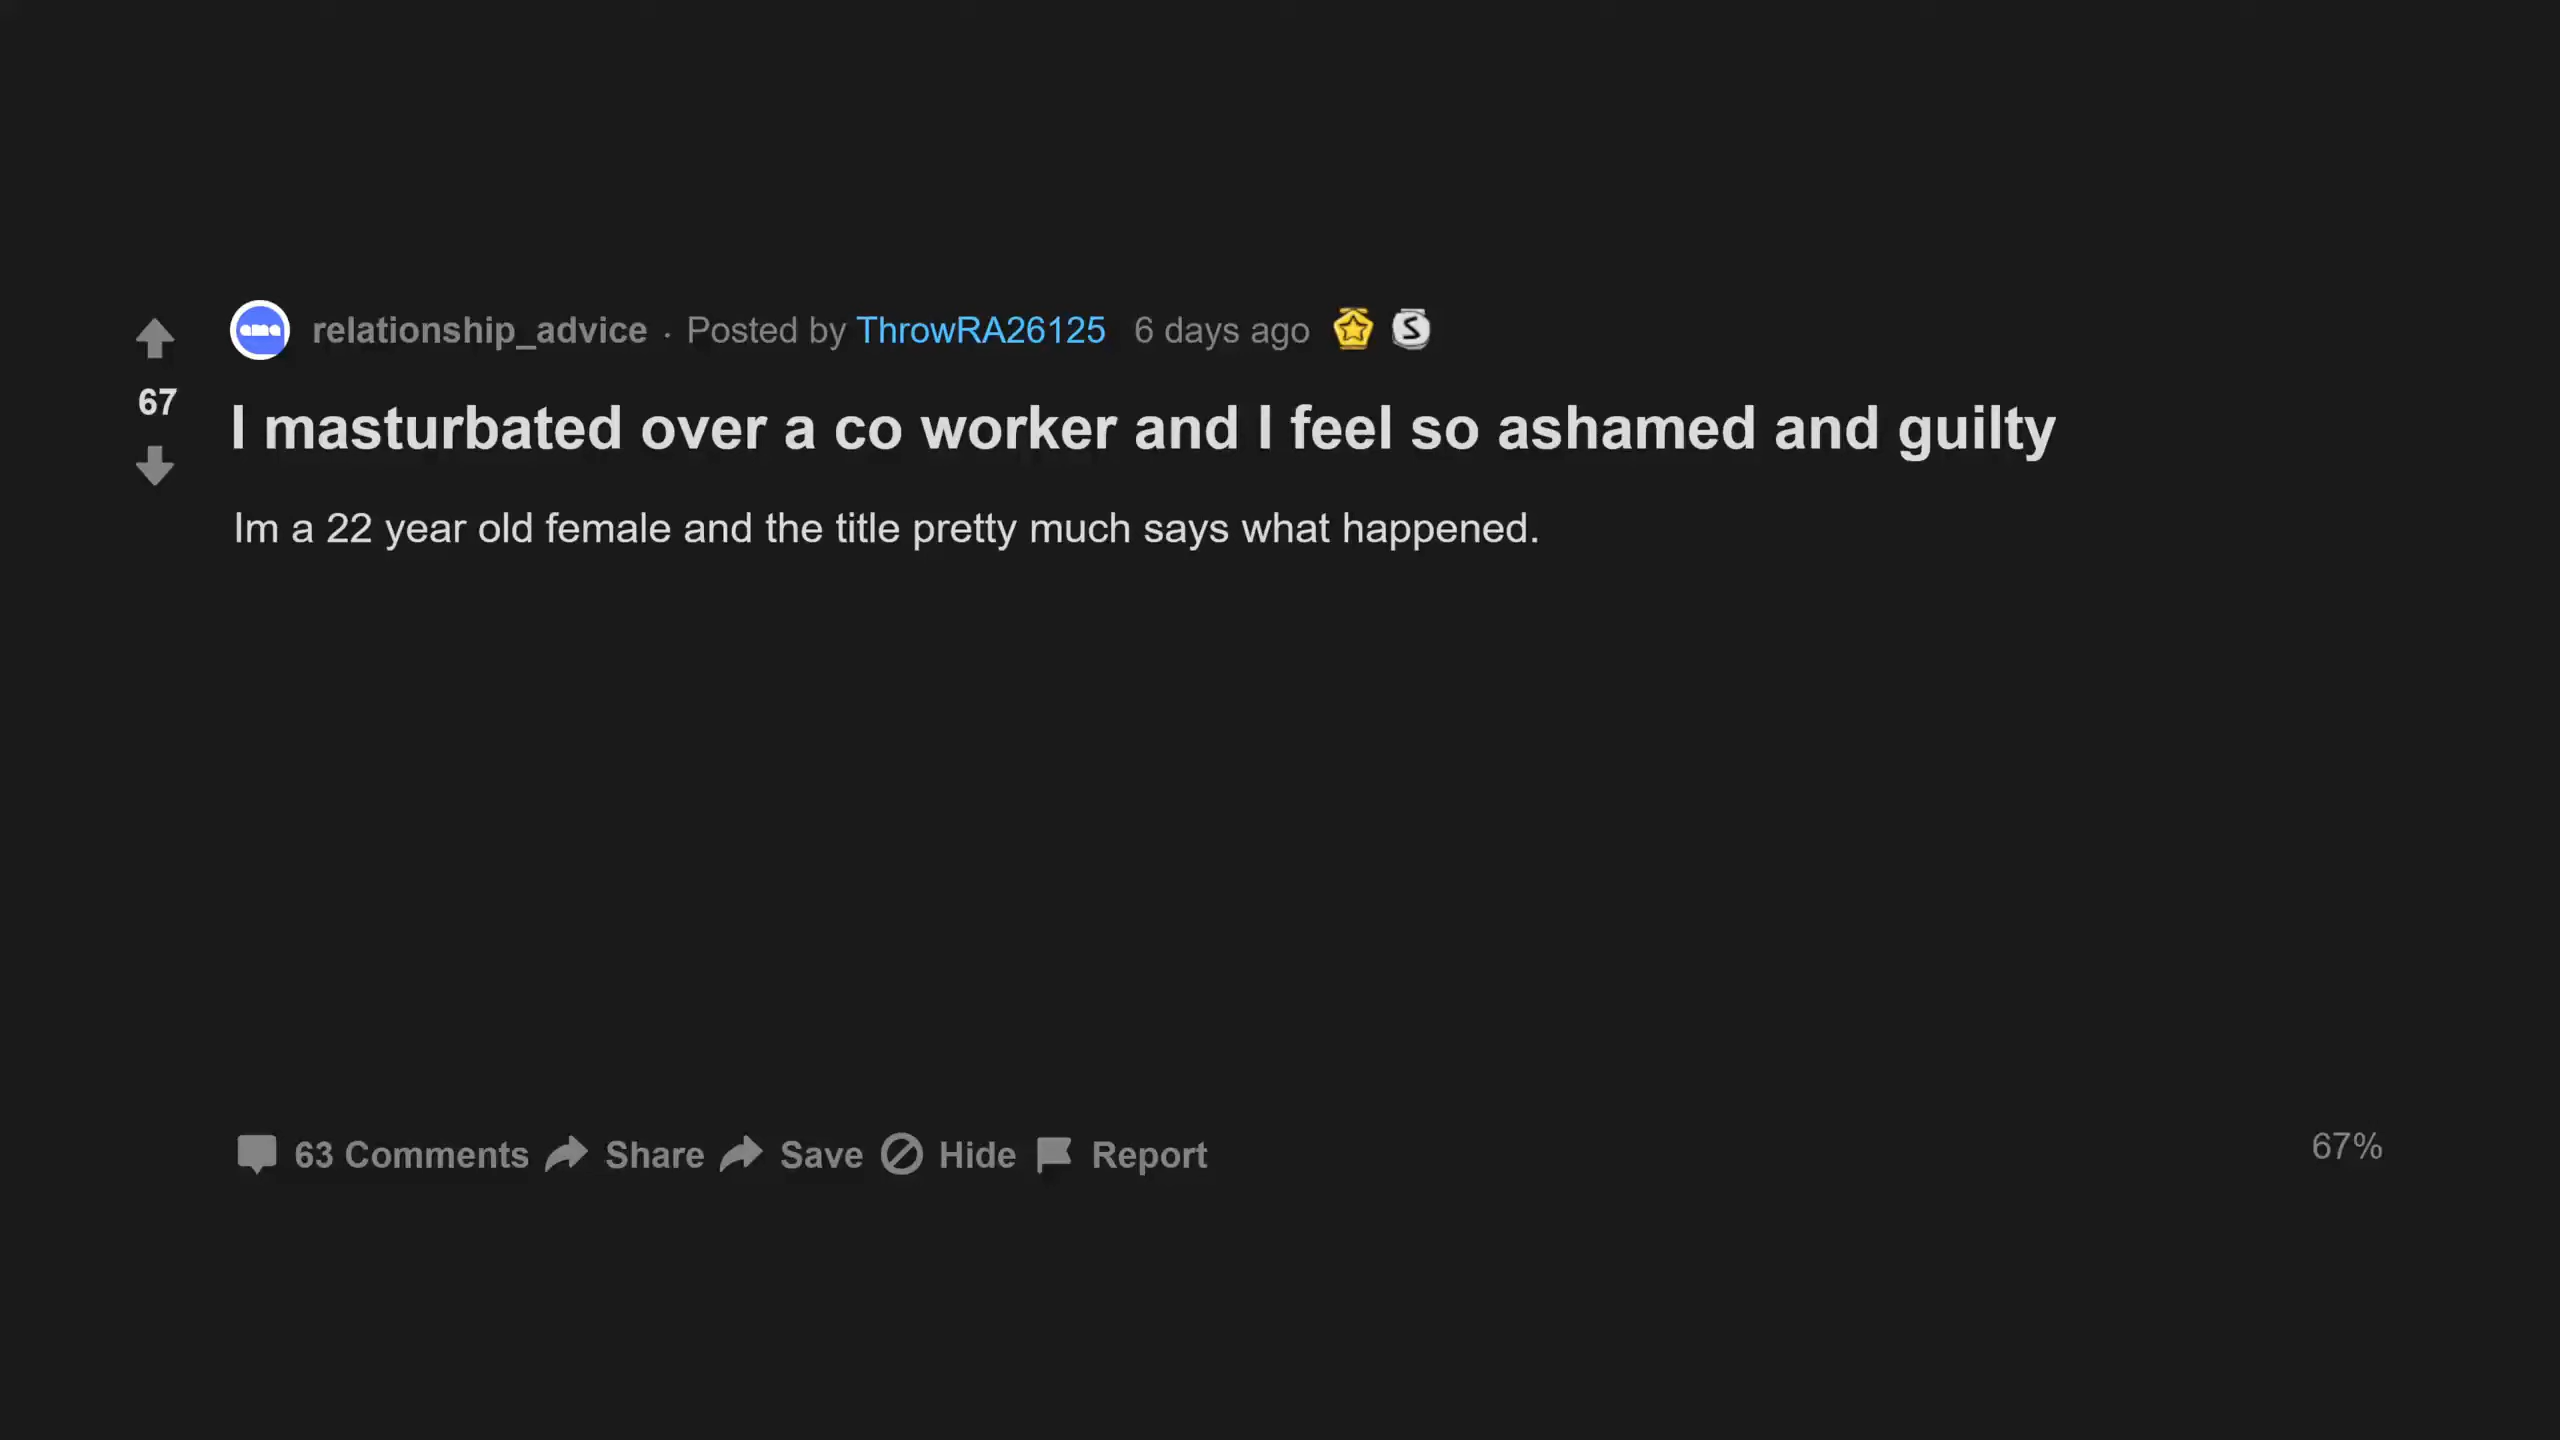 relationship_advice · Posted by ThrowRA26125 6 days ago
67
I masturbated over a co worker and I feel so ashamed and guilty
Im a 22 year old female and the title pretty much says what happened.
63 Comments Share Save Hide Report
67%